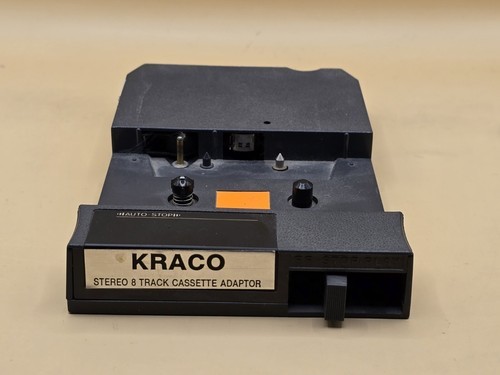 AUTO STOP
KRACO
STEREO 8 TRACK CASSETTE ADAPTOR